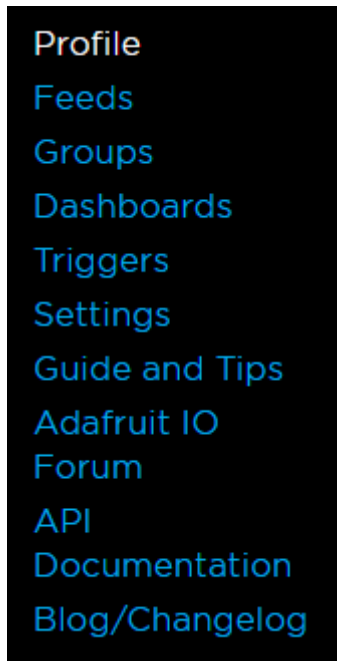 Profile
Feeds
Groups
Dashboards
Triggers
Settings
Guide and Tips
Adafruit IO
Forum
API
Documentation
Blog/Changelog